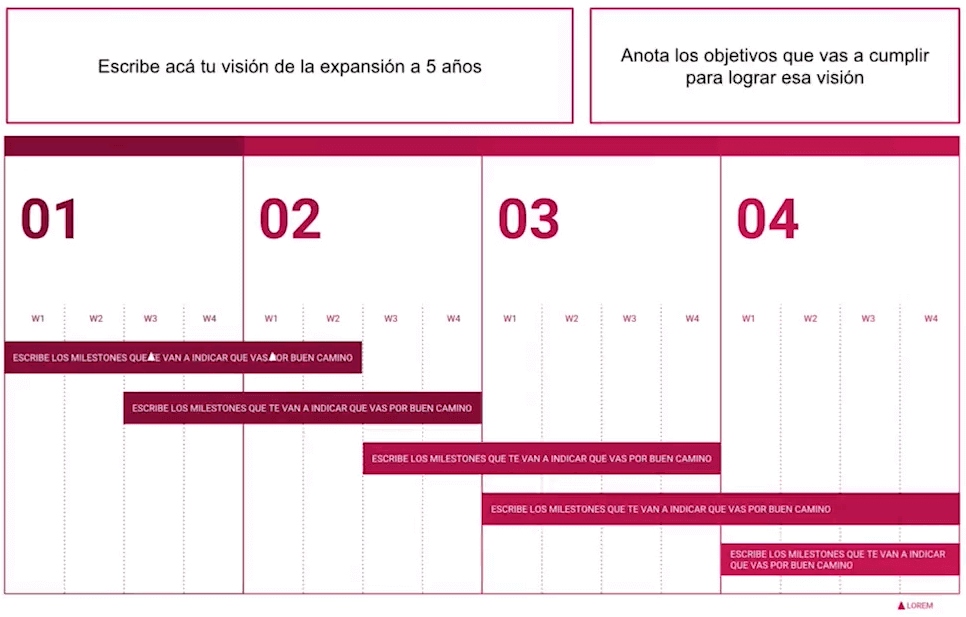 Escribe acá tu visión de la expansión a 5 años
Anota los objetivos que vas a cumplir
para lograr esa visión
01
02
03
04
W1 W2 W3 W4 W1 W2 W3 W4 W1 W2 W3 W4 W1 W2 W3 W4
ESCRIBE LOS MILESTONES QUE TE VAN A INDICAR QUE VAS POR BUEN CAMINO
ESCRIBE LOS MILESTONES QUE TE VAN A INDICAR QUE VAS POR BUEN CAMINO
ESCRIBE LOS MILESTONES QUE TE VAN A INDICAR QUE VAS POR BUEN CAMINO
ESCRIBE LOS MILESTONES QUE TE VAN A INDICAR QUE VAS POR BUEN CAMINO
ESCRIBE LOS MILESTONES QUE TE VAN A INDICAR
QUE VAS POR BUEN CAMINO
LOREM